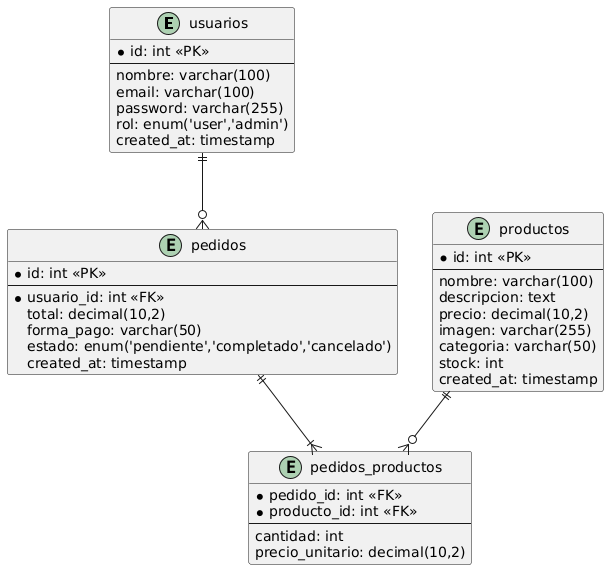 E usuarios
id: int «PK»
nombre: varchar(100)
email: varchar(100)
password: varchar(255)
rol: enum('user','admin')
created_at: timestamp
E pedidos
id: int «PK»
usuario_id: int «FK»
total: decimal(10,2)
forma_pago: varchar(50)
estado: enum('pendiente','completado','cancelado')
created_at: timestamp
E productos
id: int «PK»
nombre: varchar(100)
descripcion: text
precio: decimal(10,2)
imagen: varchar(255)
categoria: varchar(50)
stock: int
created_at: timestamp
E pedidos_productos
pedido_id: int «FK»
producto_id: int «FK»
cantidad: int
precio_unitario: decimal(10,2)